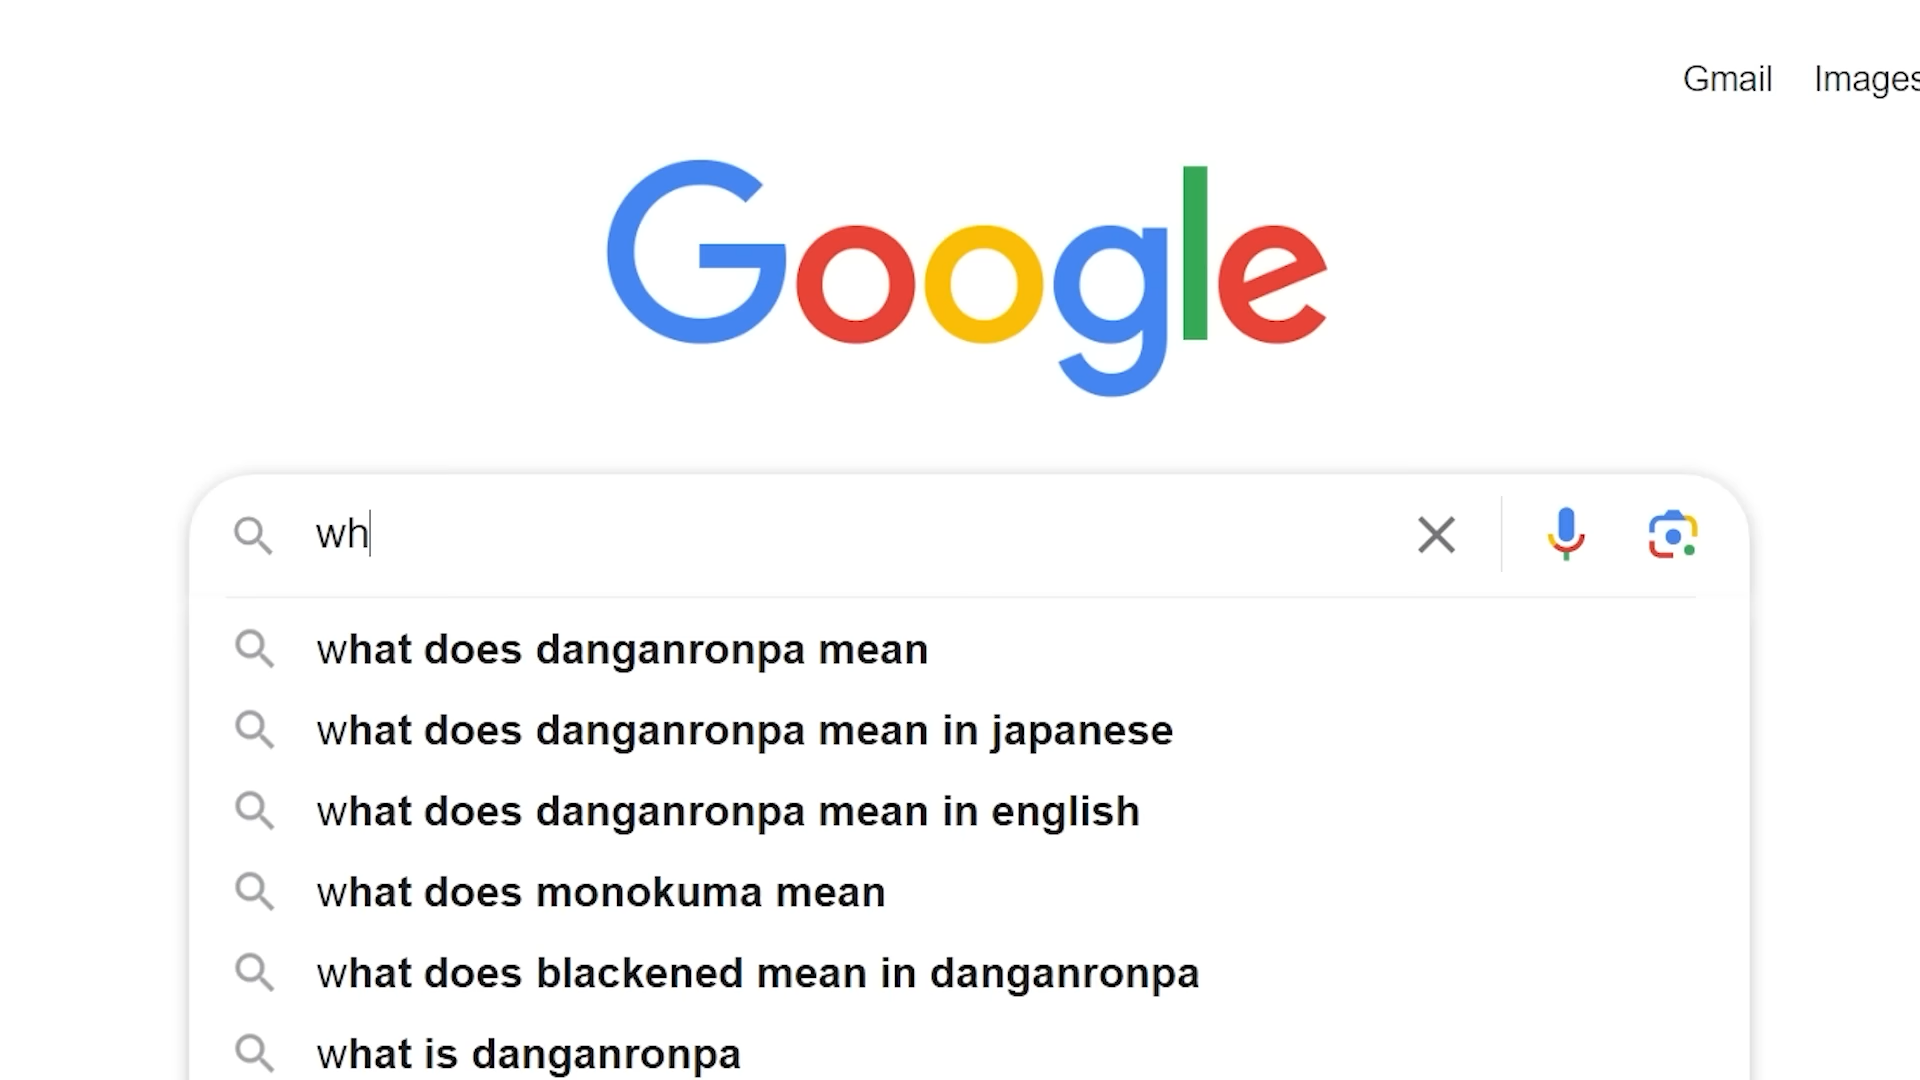 Gmail Images
Google
wh
what does danganronpa mean
what does danganronpa mean in japanese
what does danganronpa mean in english
what does monokuma mean
what does blackened mean in danganronpa
what is danganronpa